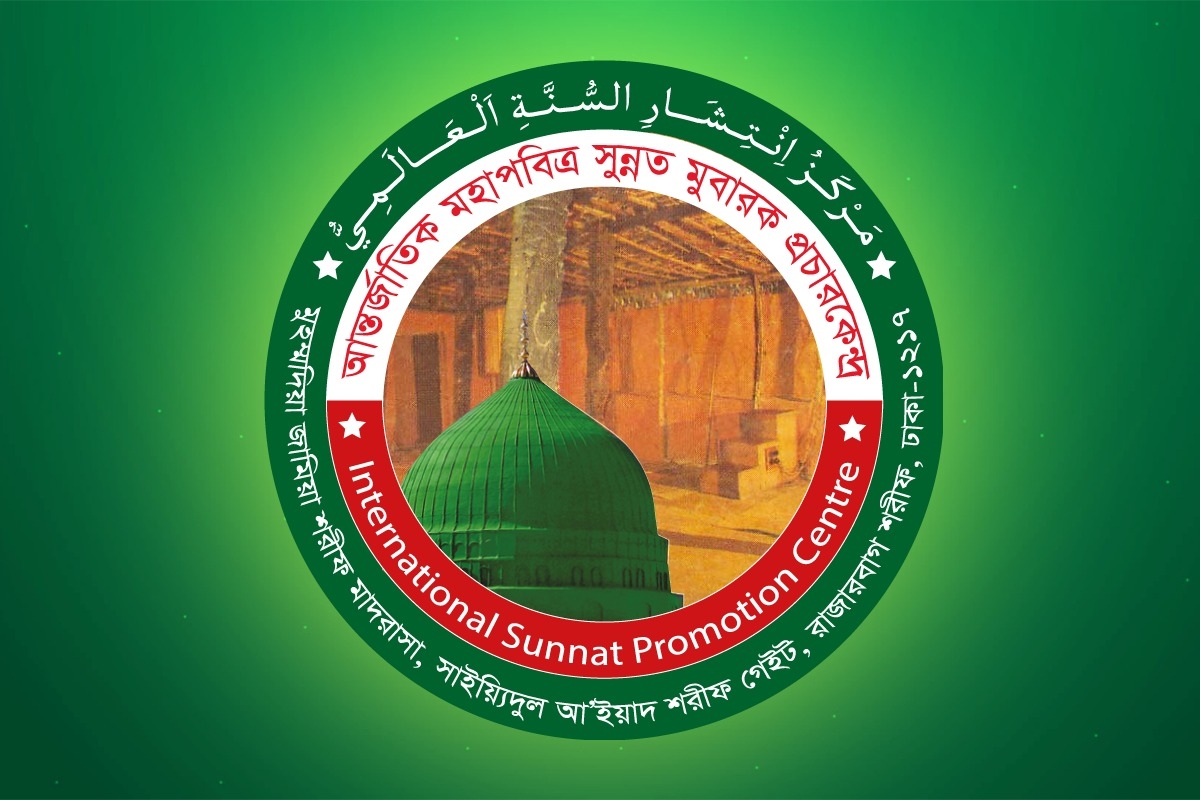 مَرْكَزُ اِنْتِشَارِ السُّنَّةِ اَلْعَالَمِيُّ
আন্তর্জাতিক মহাপবিত্র সুন্নত মুবারক প্রচারকেন্দ্র
International Sunnat Promotion Centre
মুহম্মদিয়া জামিয়া শরীফ মাদরাসা, সাইয়্যিদুল আ'ইয়াদ শরীফ গেইট, রাজারবাগ শরীফ, ঢাকা-১২১৭